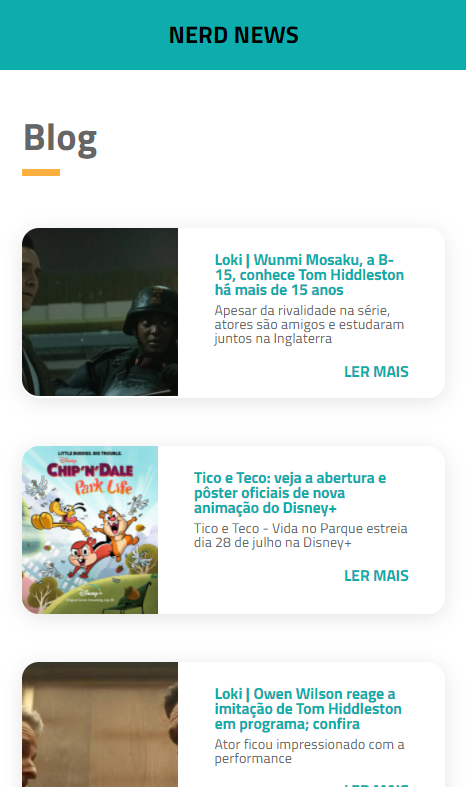 NERD NEWS
Blog
Loki | Wunmi Mosaku, a B-
15, conhece Tom Hiddleston
há mais de 15 anos
Apesar da rivalidade na série,
atores são amigos e estudaram
juntos na Inglaterra
LER MAIS
LITTLE RODENTS. BIG TROUBLE.
Disney
CHIP'N'DALE
Park Life
Disney+
Tico e Teco: veja a abertura e
pôster oficiais de nova
animação do Disney+
Tico e Teco - Vida no Parque estreia
dia 28 de julho na Disney+
LER MAIS
Loki | Owen Wilson reage a
imitação de Tom Hiddleston
em programa; confira
Ator ficou impressionado com a
performance
LER MAIS